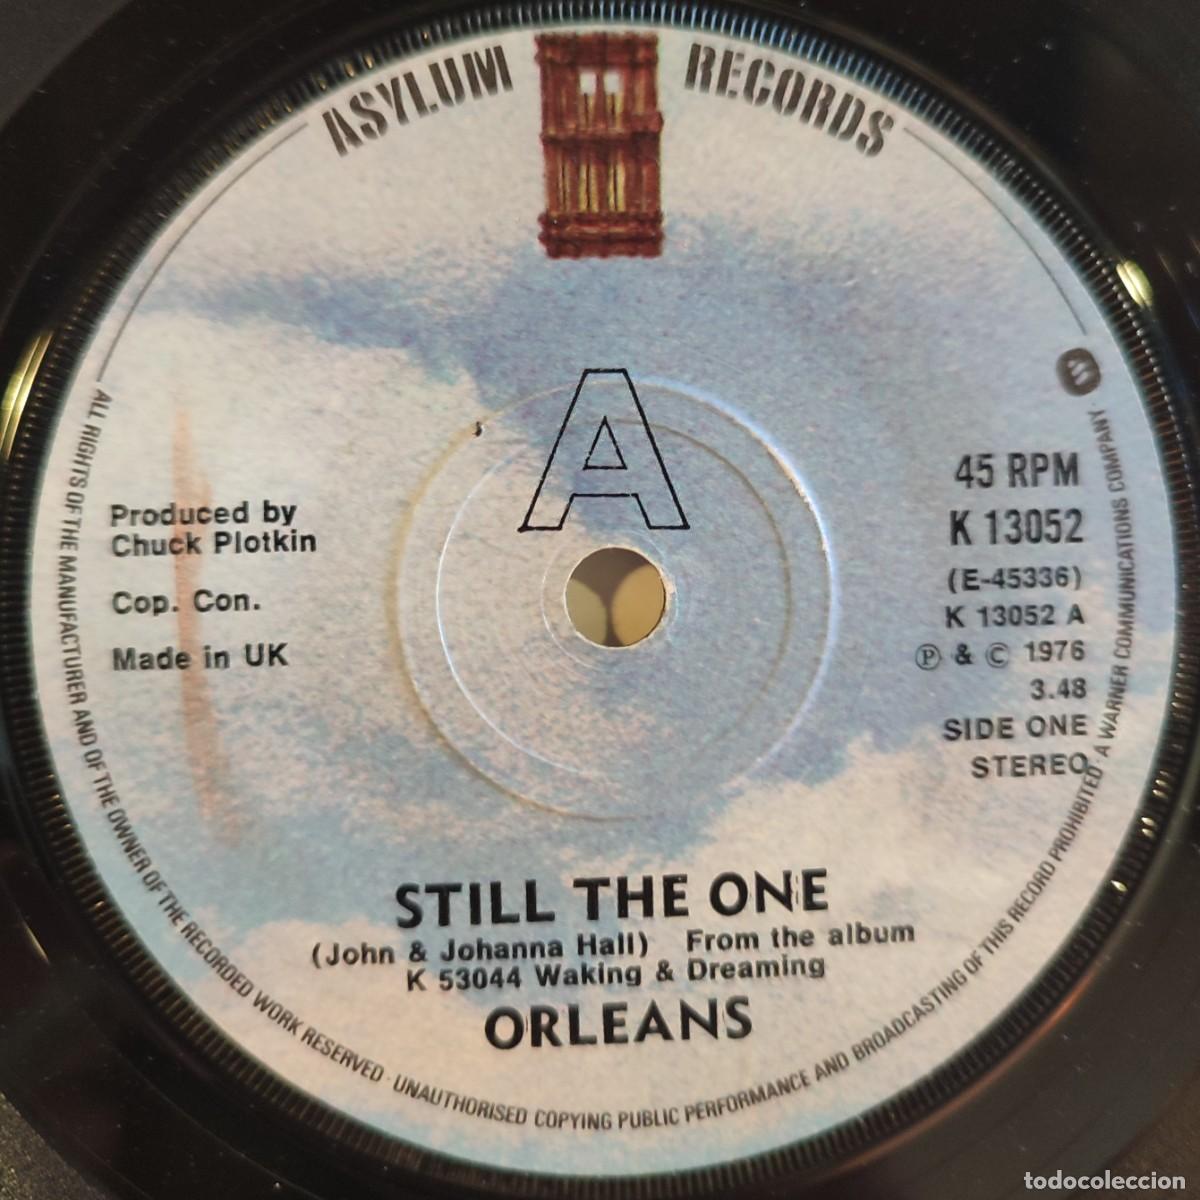 ASYLUM RECORDS
A
45 RPM
K 13052
(E-45336)
K 13052 A
Ⓟ & © 1976
3.48
SIDE ONE
STEREO
Produced by
Chuck Plotkin
Cop. Con.
Made in UK
STILL THE ONE
(John & Johanna Hall) From the album
K 53044 Waking & Dreaming
ORLEANS
ALL RIGHTS OF THE MANUFACTURER AND OF THE OWNER OF THE RECORDED WORK RESERVED · UNAUTHORISED COPYING PUBLIC PERFORMANCE AND BROADCASTING OF THIS RECORD PROHIBITED · A WARNER COMMUNICATIONS COMPANY ·
todocoleccion